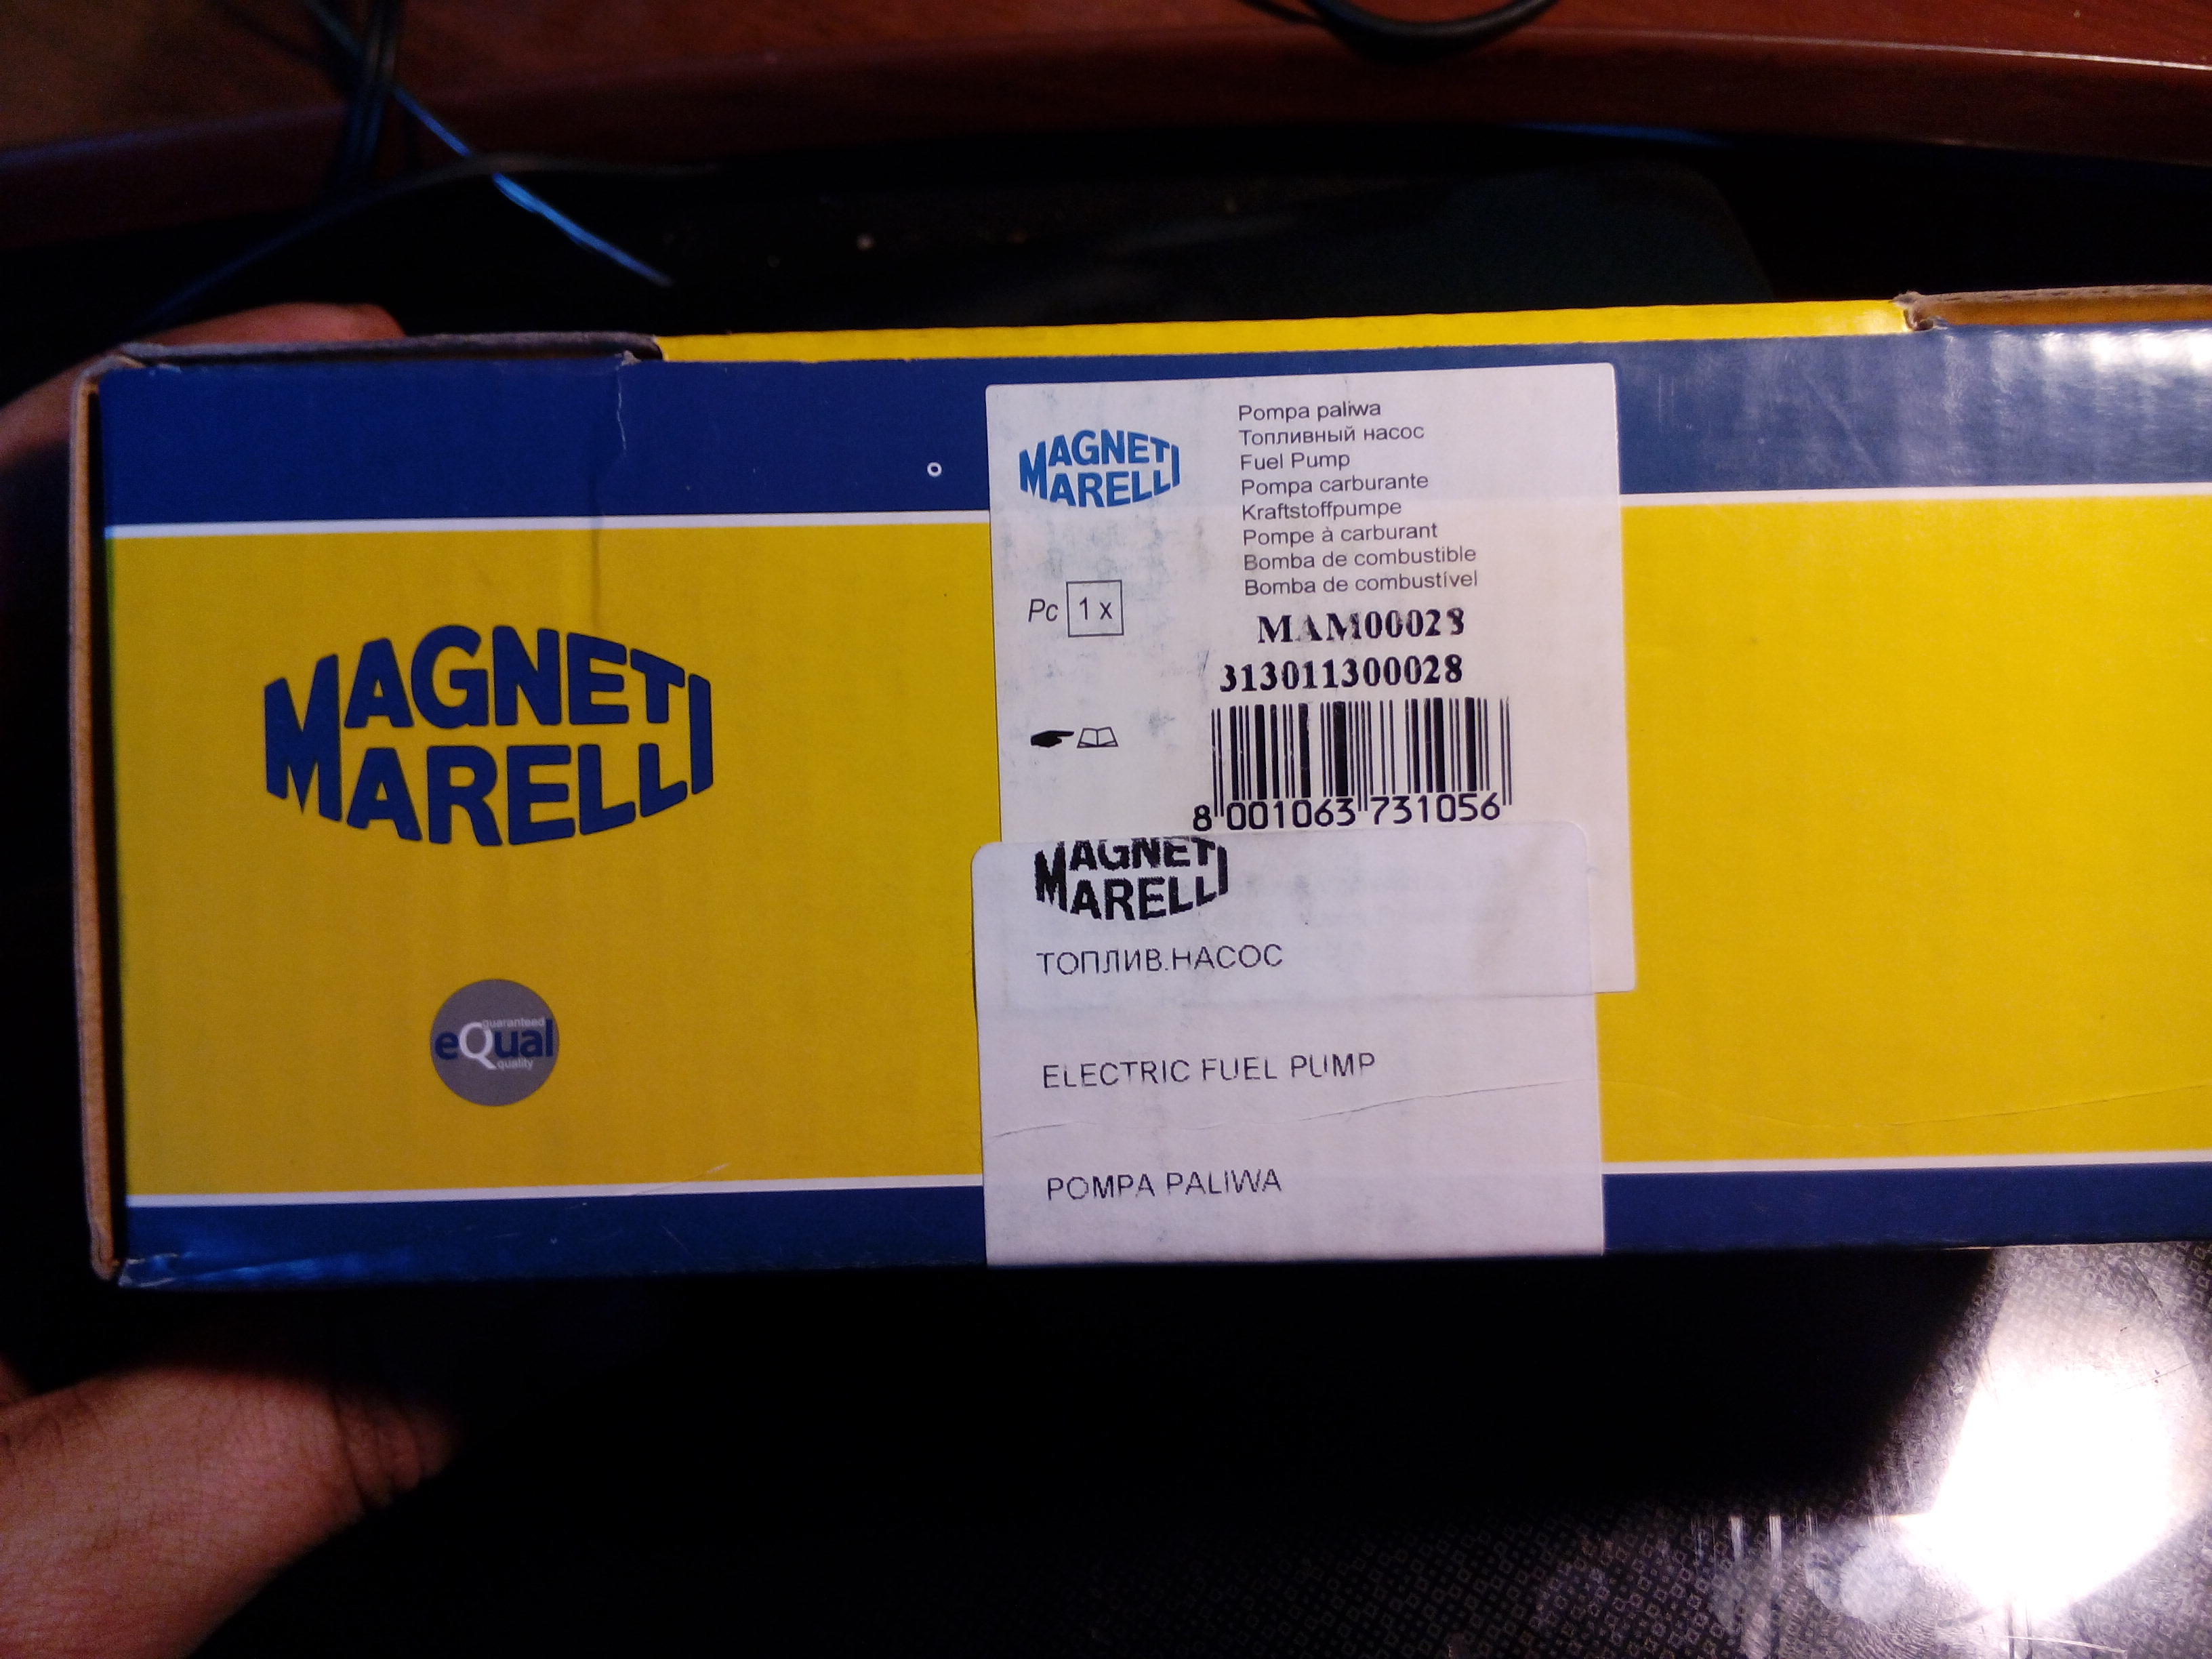 MAGNETI
MARELLI
guaranteed
eQual
quality
MAGNETI
MARELLI
Pompa paliwa
Топливный насос
Fuel Pump
Pompa carburante
Kraftstoffpumpe
Pompe à carburant
Bomba de combustible
Bomba de combustível
Pc 1 x
MAM00028
313011300028
8 001063 731056
MAGNETI
MARELLI
ТОПЛИВ.НАСОС
ELECTRIC FUEL PUMP
POMPA PALIWA